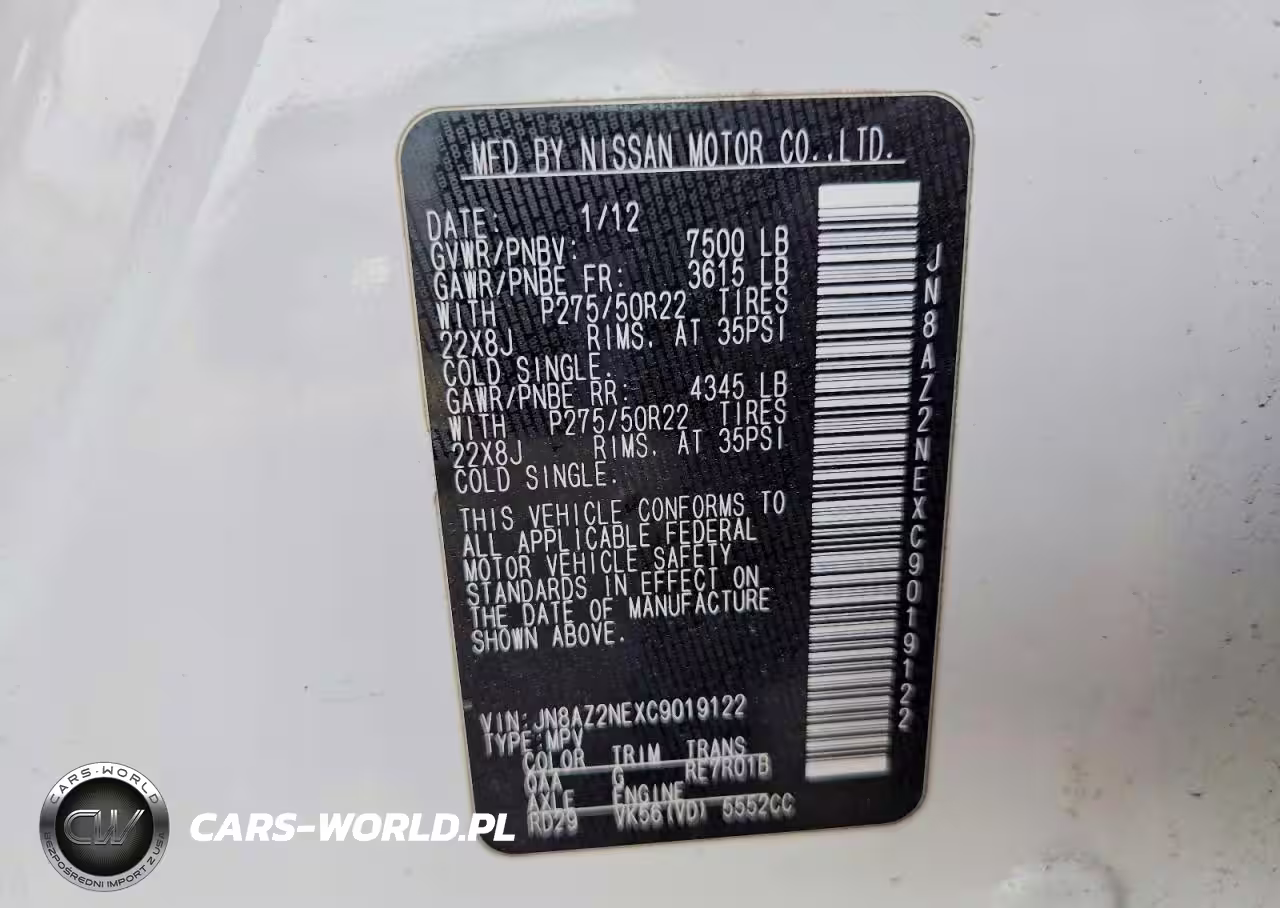 MFD BY NISSAN MOTOR CO.,LTD.
DATE: 1/12
GVWR/PNBV: 7500 LB
GAWR/PNBE FR: 3615 LB
WITH P275/50R22 TIRES
22X8J RIMS, AT 35PSI
COLD SINGLE.
GAWR/PNBE RR: 4345 LB
WITH P275/50R22 TIRES
22X8J RIMS, AT 35PSI
COLD SINGLE.
THIS VEHICLE CONFORMS TO
ALL APPLICABLE FEDERAL
MOTOR VEHICLE SAFETY
STANDARDS IN EFFECT ON
THE DATE OF MANUFACTURE
SHOWN ABOVE.
VIN:JN8AZ2NEXC9019122
TYPE:MPV
COLOR TRIM TRANS
QAA G RE7R01B
AXLE ENGINE
RD29 VK56(VD) 5552CC
JN8AZ2NEXC9019122
CARS-WORLD
CW
BEZPOŚREDNI IMPORT Z USA
CARS-WORLD.PL